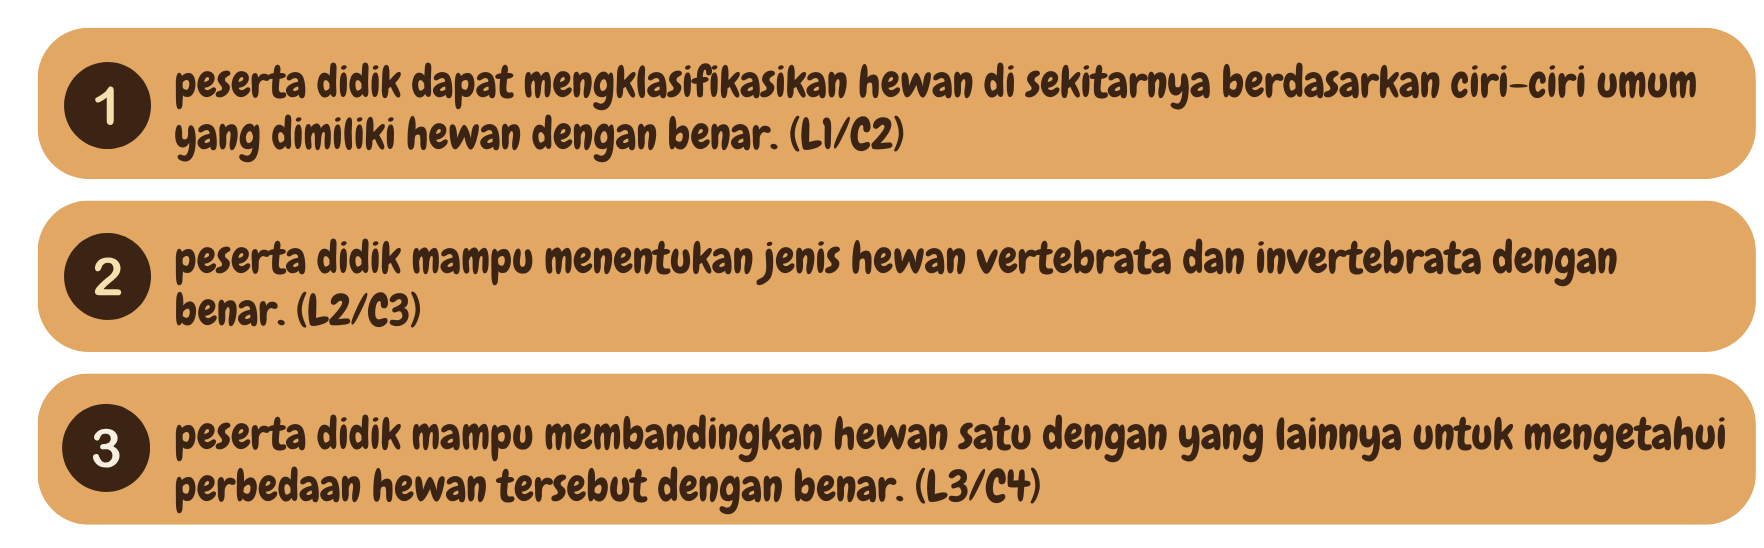 1 peserta didik dapat mengklasifikasikan hewan di sekitarnya berdasarkan ciri-ciri umum
yang dimiliki hewan dengan benar. (L1/C2)
2 peserta didik mampu menentukan jenis hewan vertebrata dan invertebrata dengan
benar. (L2/C3)
3 peserta didik mampu membandingkan hewan satu dengan yang lainnya untuk mengetahui
perbedaan hewan tersebut dengan benar. (L3/C4)